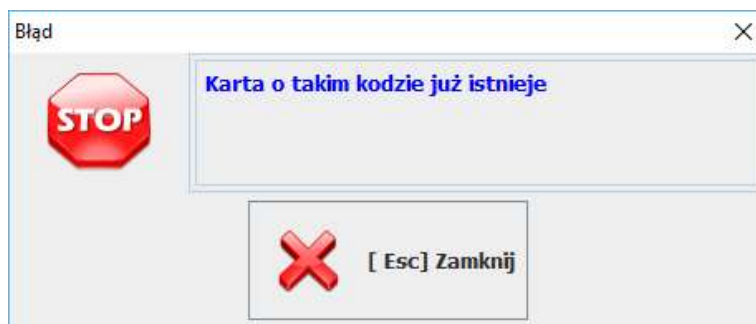 Błąd
Karta o takim kodzie już istnieje
STOP
[ Esc] Zamknij